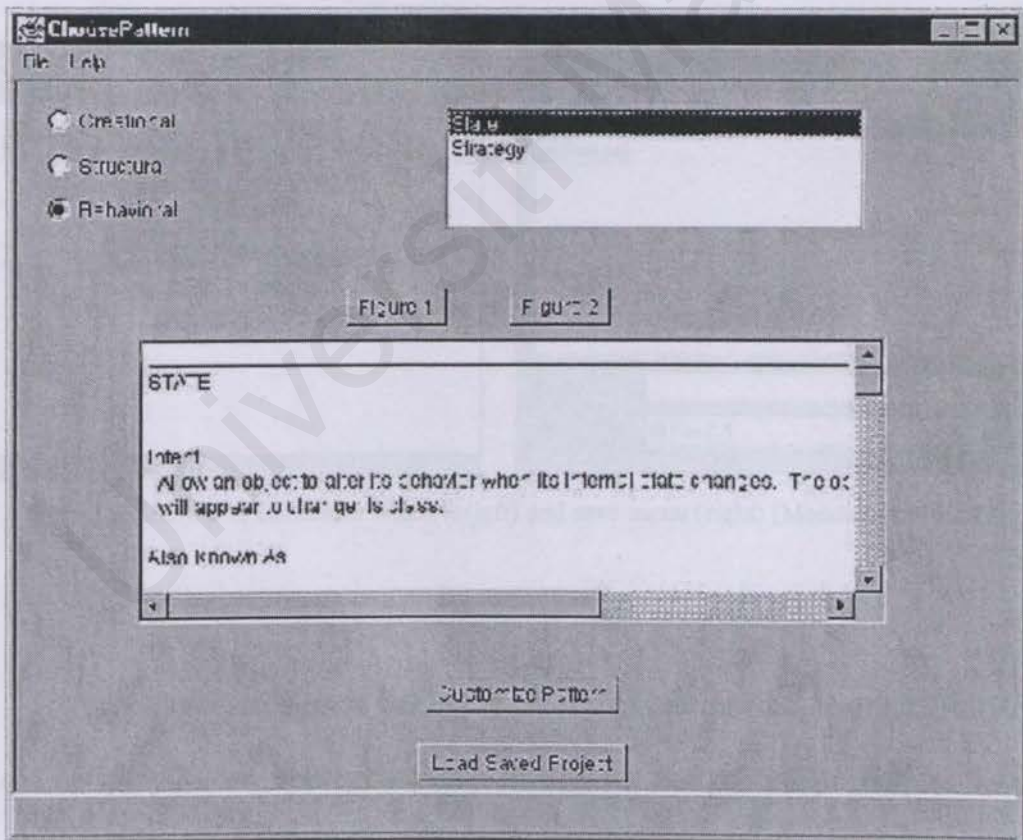 ChoosePattern
File Help
Creational
Structural
Behavioral
State
Strategy
Figure 1
Figure 2
STATE
Intent
Allow an object to alter its behavior when its internal state changes. The ob
will appear to change its class.
Also Known As
Customize Pattern
Load Saved Project
Universiti